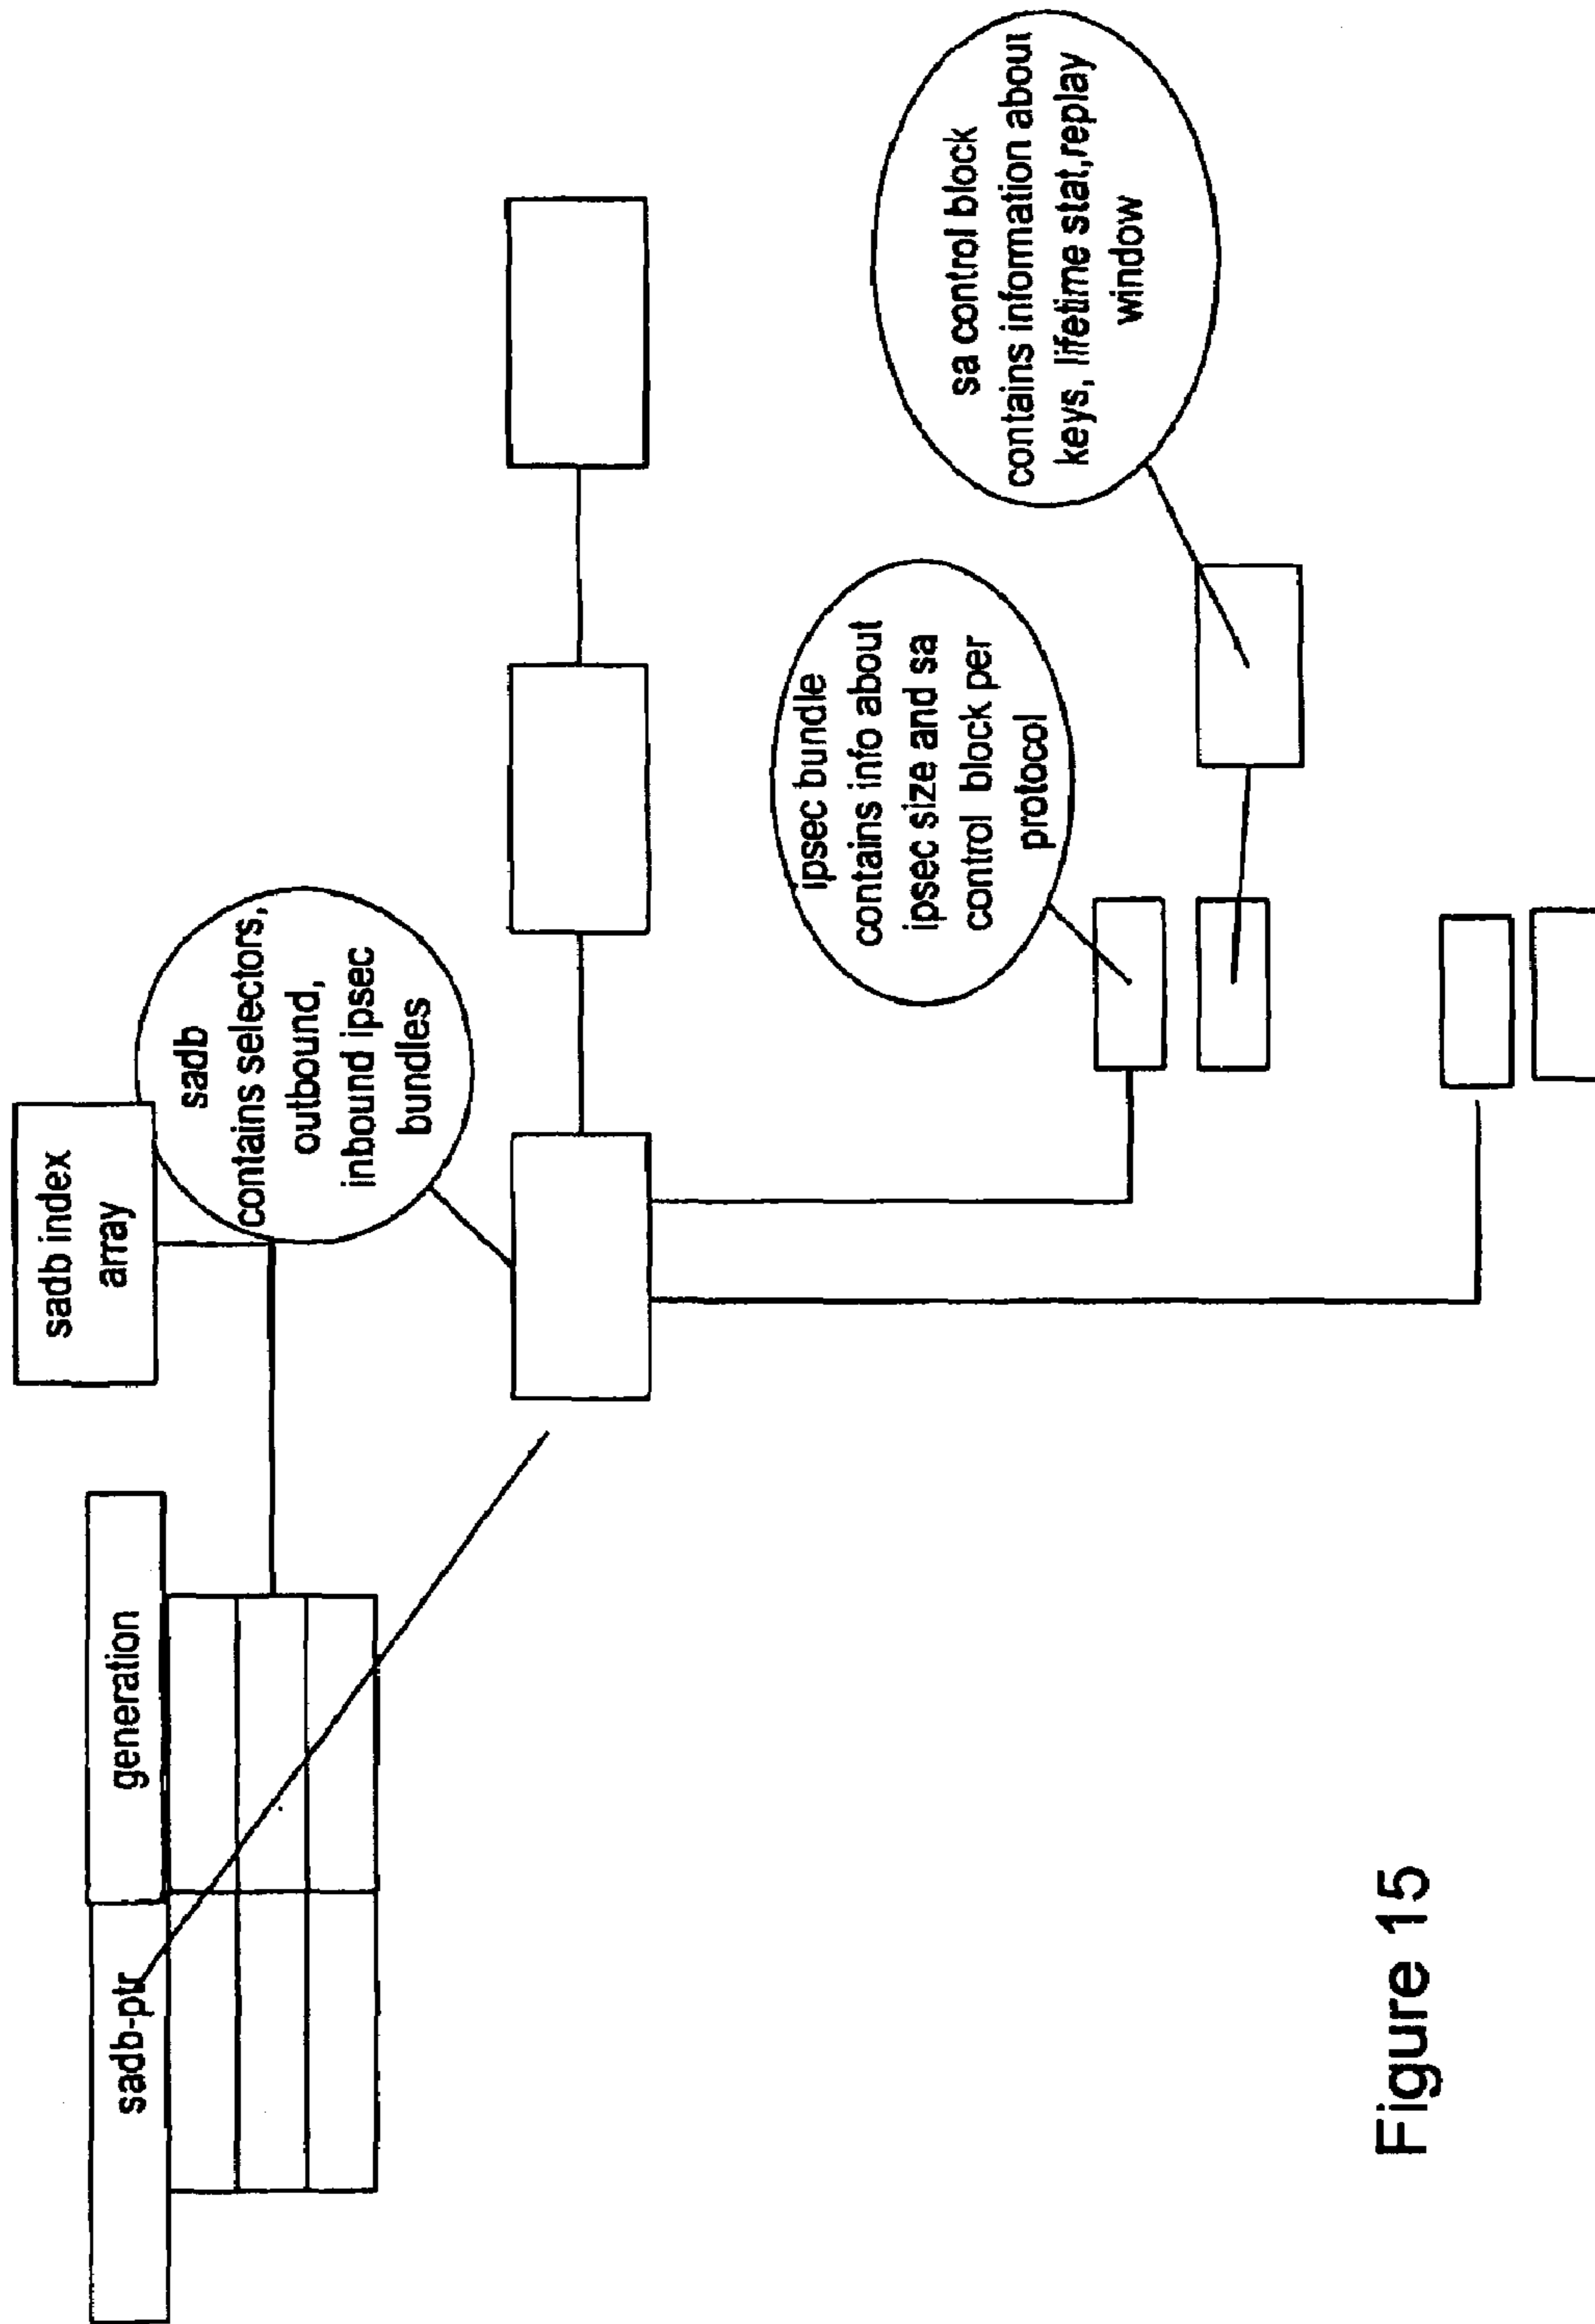 sadb-ptr
generation
sadb index
array
sadb
contains selectors,
outbound,
inbound ipsec
bundles
ipsec bundle
contains info about
ipsec size and sa
control block per
protocol
sa control block
contains information about
keys, lifetime stat,replay
window
Figure 15